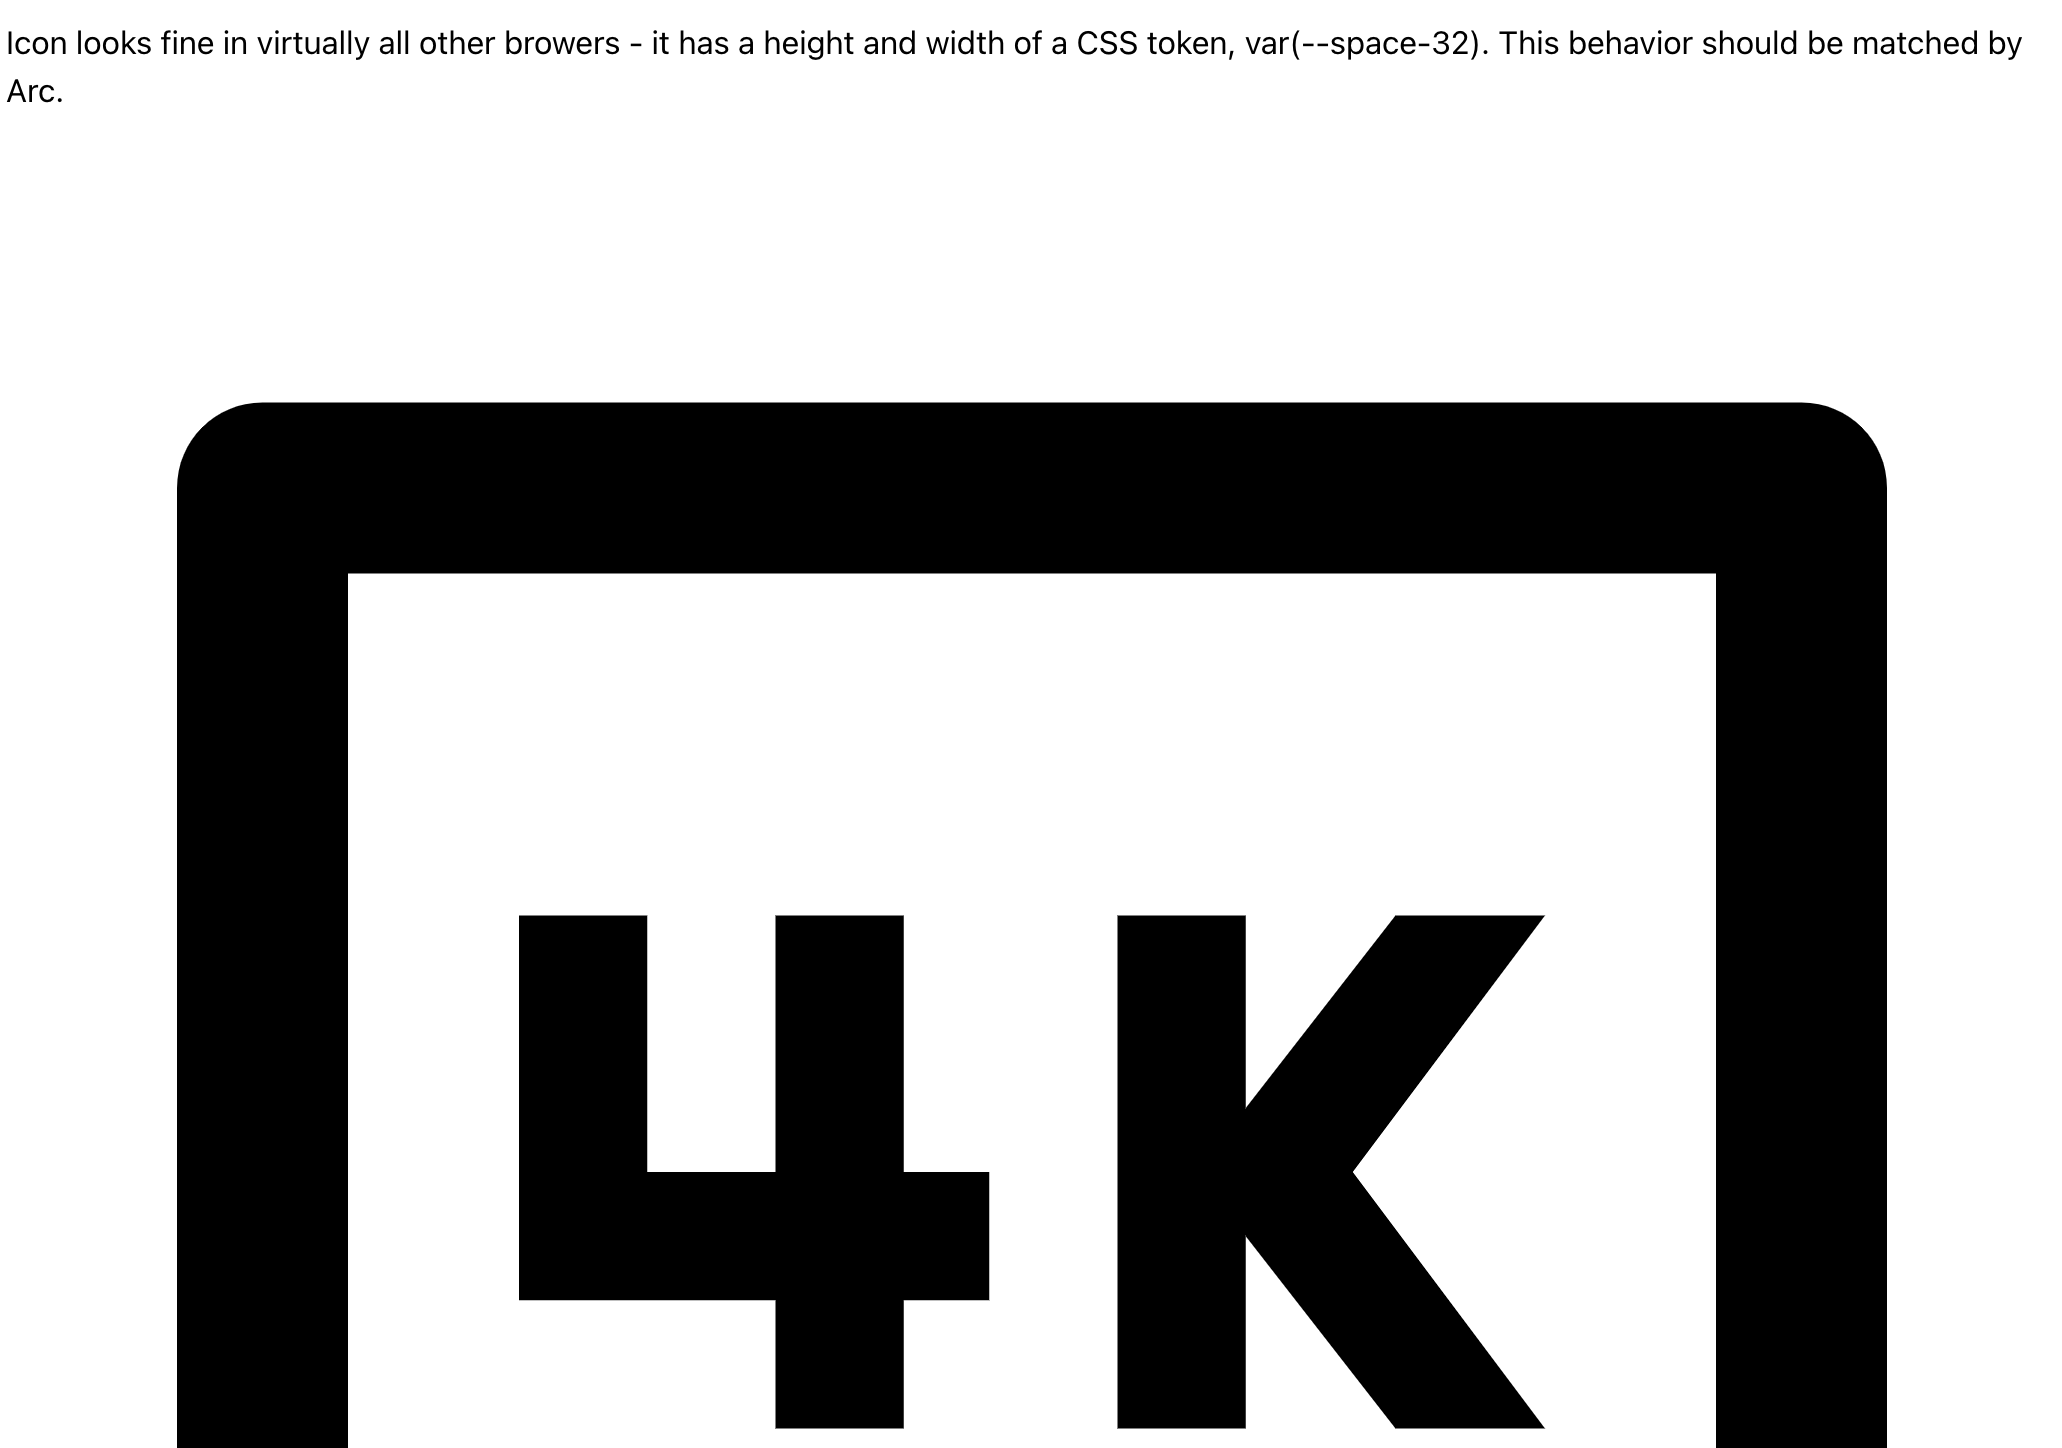 Icon looks fine in virtually all other browers - it has a height and width of a CSS token, var(--space-32). This behavior should be matched by
Arc.
4K